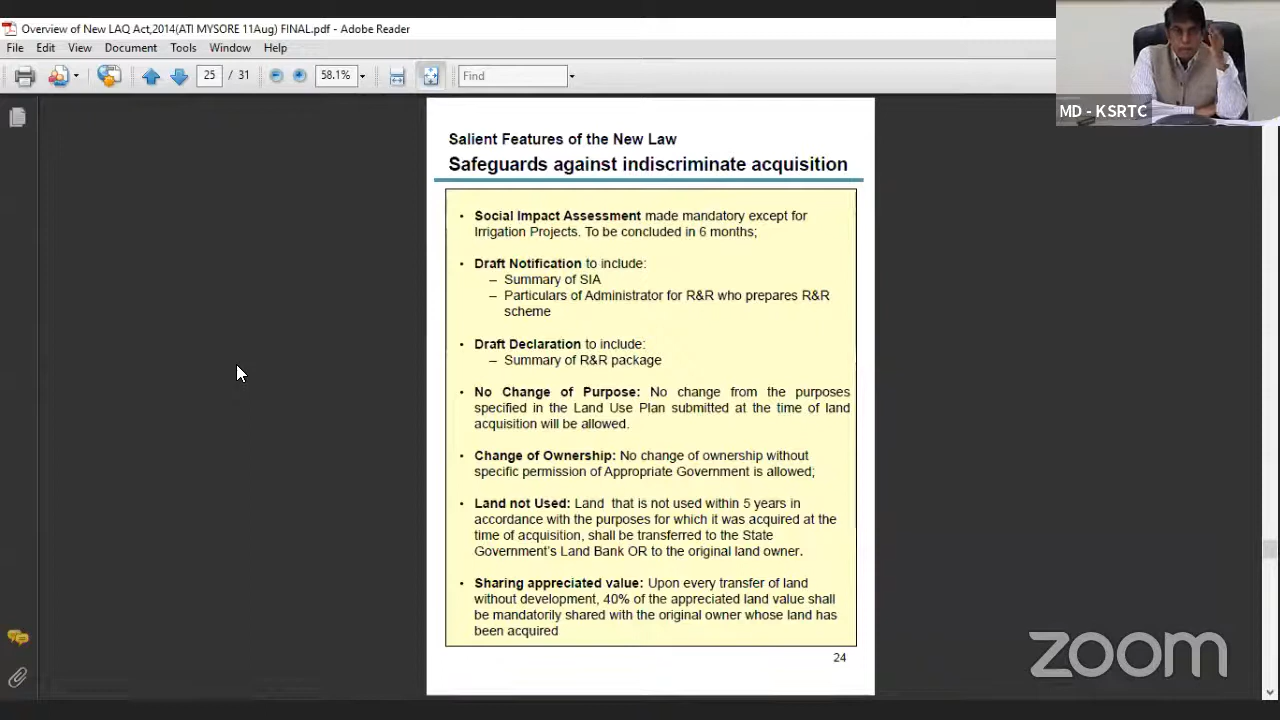 Overview of New LAQ Act,2014(ATI MYSORE 11Aug) FINAL.pdf - Adobe Reader
File Edit View Document Tools Window Help
25 / 31 58.1% Find
MD - KSRTC
Salient Features of the New Law
Safeguards against indiscriminate acquisition
• Social Impact Assessment made mandatory except for
Irrigation Projects. To be concluded in 6 months;
• Draft Notification to include:
– Summary of SIA
– Particulars of Administrator for R&R who prepares R&R
scheme
• Draft Declaration to include:
– Summary of R&R package
• No Change of Purpose: No change from the purposes
specified in the Land Use Plan submitted at the time of land
acquisition will be allowed.
• Change of Ownership: No change of ownership without
specific permission of Appropriate Government is allowed;
• Land not Used: Land that is not used within 5 years in
accordance with the purposes for which it was acquired at the
time of acquisition, shall be transferred to the State
Government's Land Bank OR to the original land owner.
• Sharing appreciated value: Upon every transfer of land
without development, 40% of the appreciated land value shall
be mandatorily shared with the original owner whose land has
been acquired
24
zoom